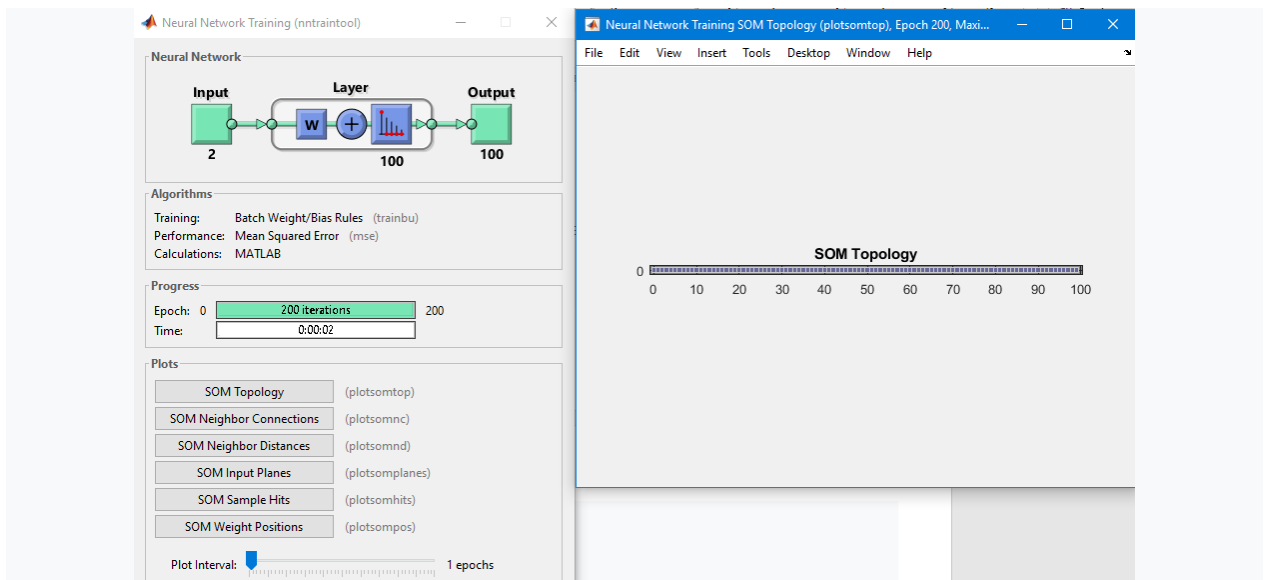 Neural Network Training (nntraintool)
Neural Network
Input
Layer
Output
W
+
2
100
100
Algorithms
Training: Batch Weight/Bias Rules (trainbu)
Performance: Mean Squared Error (mse)
Calculations: MATLAB
Progress
Epoch: 0 200 iterations 200
Time: 0:00:02
Plots
SOM Topology (plotsomtop)
SOM Neighbor Connections (plotsomnc)
SOM Neighbor Distances (plotsomnd)
SOM Input Planes (plotsomplanes)
SOM Sample Hits (plotsomhits)
SOM Weight Positions (plotsompos)
Plot Interval: 1 epochs
Neural Network Training SOM Topology (plotsomtop), Epoch 200, Maxi...
File Edit View Insert Tools Desktop Window Help
SOM Topology
0
0 10 20 30 40 50 60 70 80 90 100